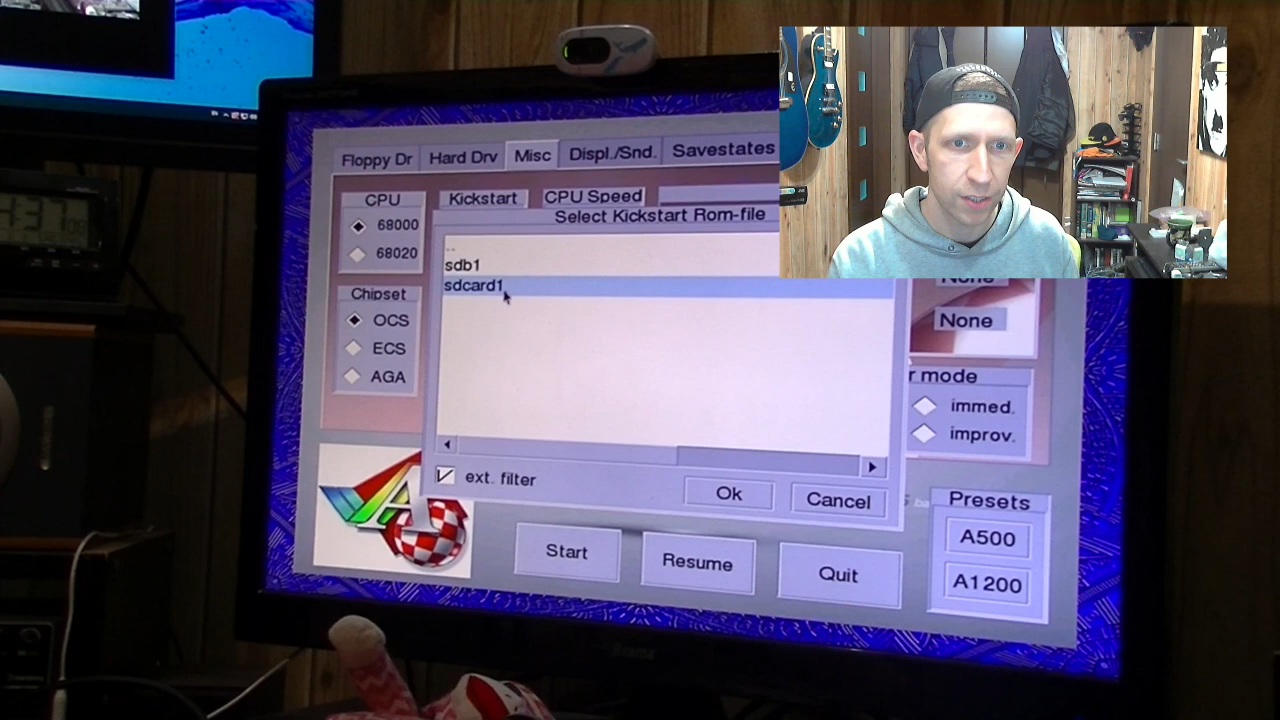 Floppy Dr Hard Drv Misc Displ./Snd. Savestates
CPU
68000
68020
Kickstart CPU Speed
Select Kickstart Rom-file
..
sdb1
sdcard1
Chipset
OCS
ECS
AGA
None
None
r mode
immed.
improv.
ext. filter
Ok Cancel
Start Resume Quit
Presets
A500
A1200